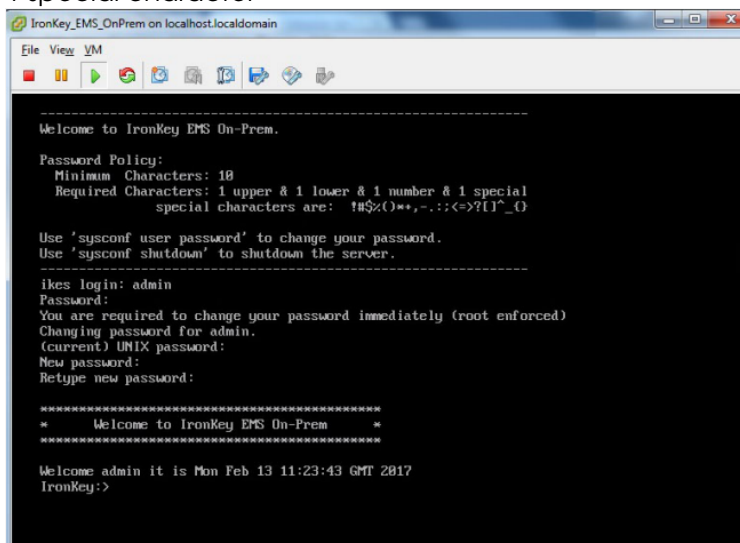 IronKey_EMS_OnPrem on localhost.localdomain
File View VM
------------------------------------------------------------
Welcome to IronKey EMS On-Prem.
Password Policy:
Minimum Characters: 10
Required Characters: 1 upper & 1 lower & 1 number & 1 special
special characters are: !#$%()*+,-.:;<=>?[]^_{}
Use 'sysconf user password' to change your password.
Use 'sysconf shutdown' to shutdown the server.
------------------------------------------------------------
ikes login: admin
Password:
You are required to change your password immediately (root enforced)
Changing password for admin.
(current) UNIX password:
New password:
Retype new password:
********************************************
* Welcome to IronKey EMS On-Prem *
********************************************
Welcome admin it is Mon Feb 13 11:23:43 GMT 2017
IronKey:>